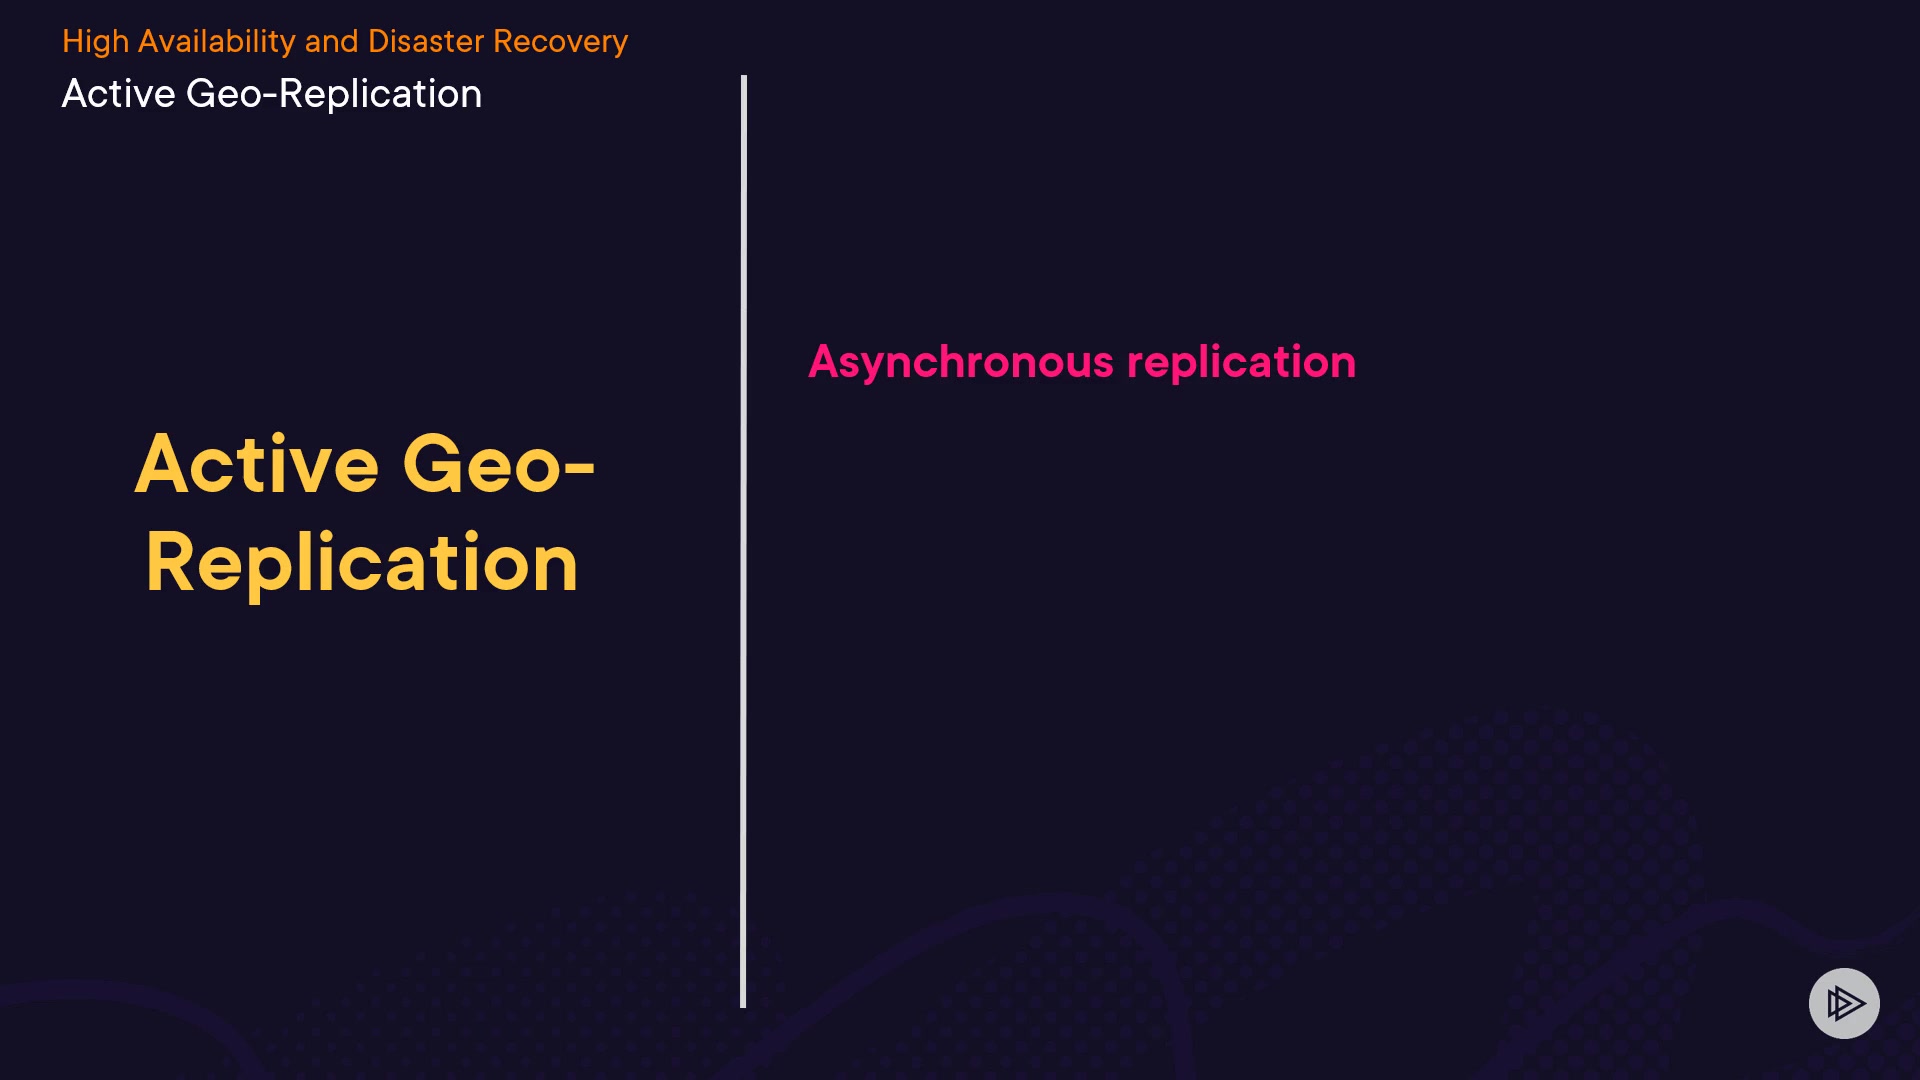 High Availability and Disaster Recovery
Active Geo-Replication
Active Geo-
Replication
Asynchronous replication